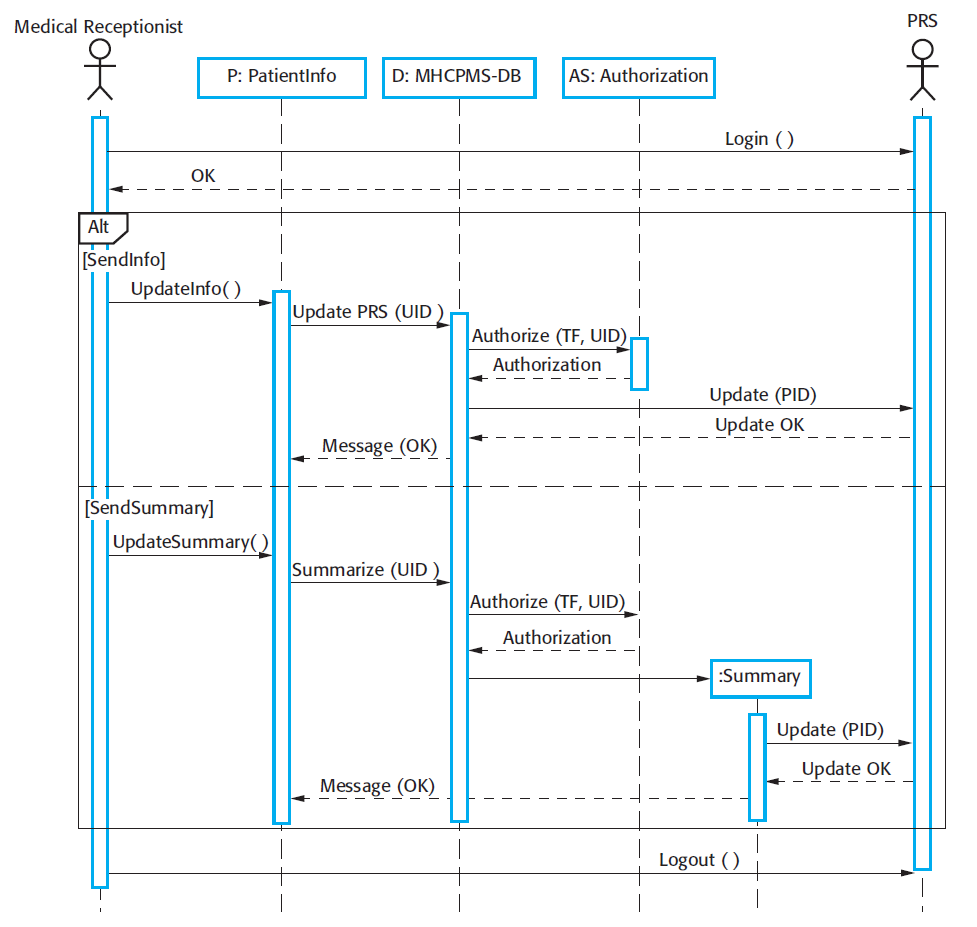 Medical Receptionist
PRS
P: PatientInfo
D: MHCPMS-DB
AS: Authorization
Login ( )
OK
Alt
[SendInfo]
UpdateInfo( )
Update PRS (UID )
Authorize (TF, UID)
Authorization
Update (PID)
Update OK
Message (OK)
[SendSummary]
UpdateSummary( )
Summarize (UID )
Authorize (TF, UID)
Authorization
:Summary
Update (PID)
Update OK
Message (OK)
Logout ( )